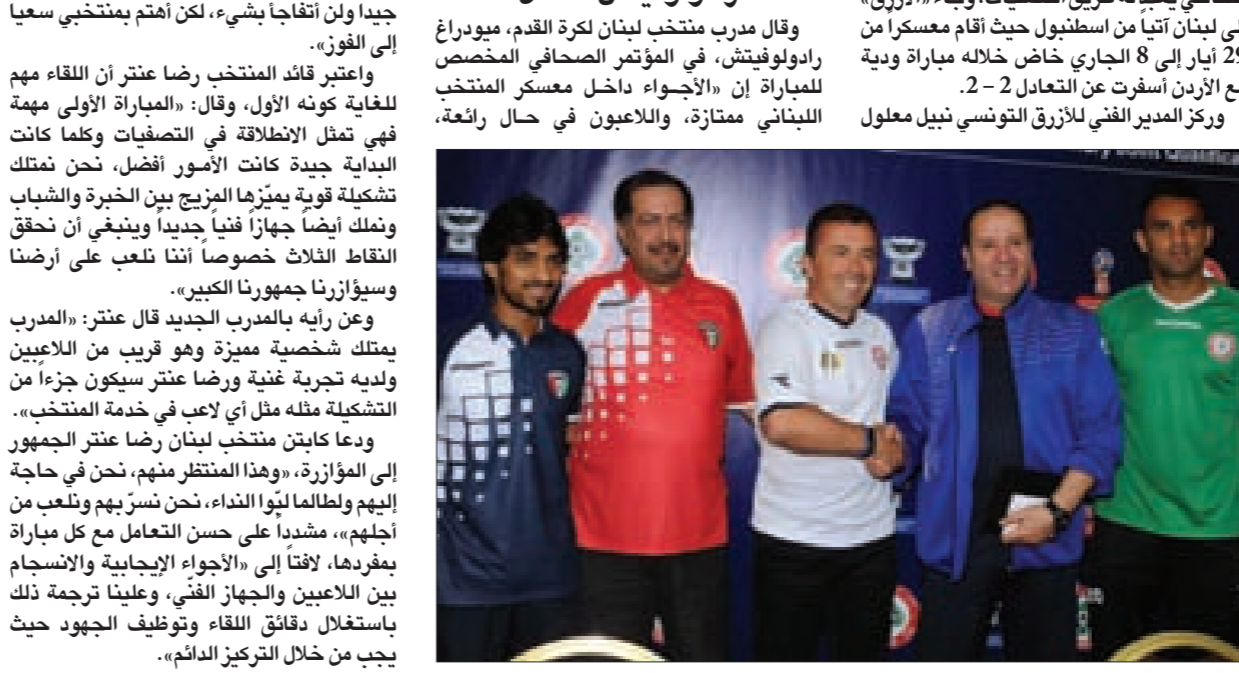 لى لبنان آتياً من اسطنبول حيث أقام معسكراً من
29 أيار إلى 8 الجاري خاض خلاله مباراة ودية
ع الأردن أسفرت عن التعادل 2 – 2.
وركز المدير الفني للأزرق التونسي نبيل معلول
وقال مدرب منتخب لبنان لكرة القدم، ميودراغ
رادولوفيتش، في المؤتمر الصحافي المخصص
للمباراة إن «الأجـواء داخـل معسكر المنتخب
اللبناني ممتازة، واللاعبون في حـال رائعة،
جيداً ولن أتفاجأ بشيء، لكن أهتم بمنتخبي سعيا
إلى الفوز».
واعتبر قائد المنتخب رضا عنتر أن اللقاء مهم
للغاية كونه الأول، وقال: «المباراة الأولى مهمة
فهي تمثل الانطلاقة في التصفيات وكلما كانت
البداية جيدة كانت الأمـور أفضل، نحن نمتلك
تشكيلة قوية يميّزها المزيج بين الخبرة والشباب
ونملك أيضاً جهازاً فنياً جديداً وينبغي أن نحقق
النقاط الثلاث خصوصاً أننا نلعب على أرضنا
وسيؤازرنا جمهورنا الكبير».
وعن رأيه بالمدرب الجديد قال عنتر: «المدرب
يمتلك شخصية مميزة وهو قريب من اللاعبين
ولديه تجربة غنية ورضا عنتر سيكون جزءاً من
التشكيلة مثله مثل أي لاعب في خدمة المنتخب».
ودعا كابتن منتخب لبنان رضا عنتر الجمهور
إلى المؤازرة، «وهذا المنتظر منهم، نحن في حاجة
إليهم ولطالما لبّوا النداء، نحن نسرّ بهم ونلعب من
أجلهم»، مشدداً على حسن التعامل مع كل مباراة
بمفردها، لافتاً إلى «الأجواء الإيجابية والانسجام
بين اللاعبين والجهاز الفنّي، وعلينا ترجمة ذلك
باستغلال دقائق اللقاء وتوظيف الجهود حيث
يجب من خلال التركيز الدائم».